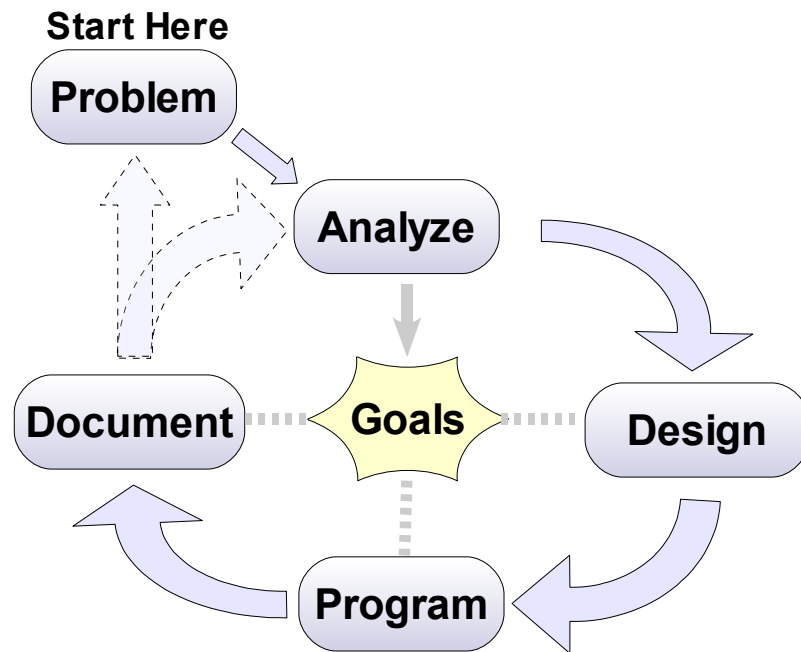 Start Here
Problem
Analyze
Document
Goals
Design
Program